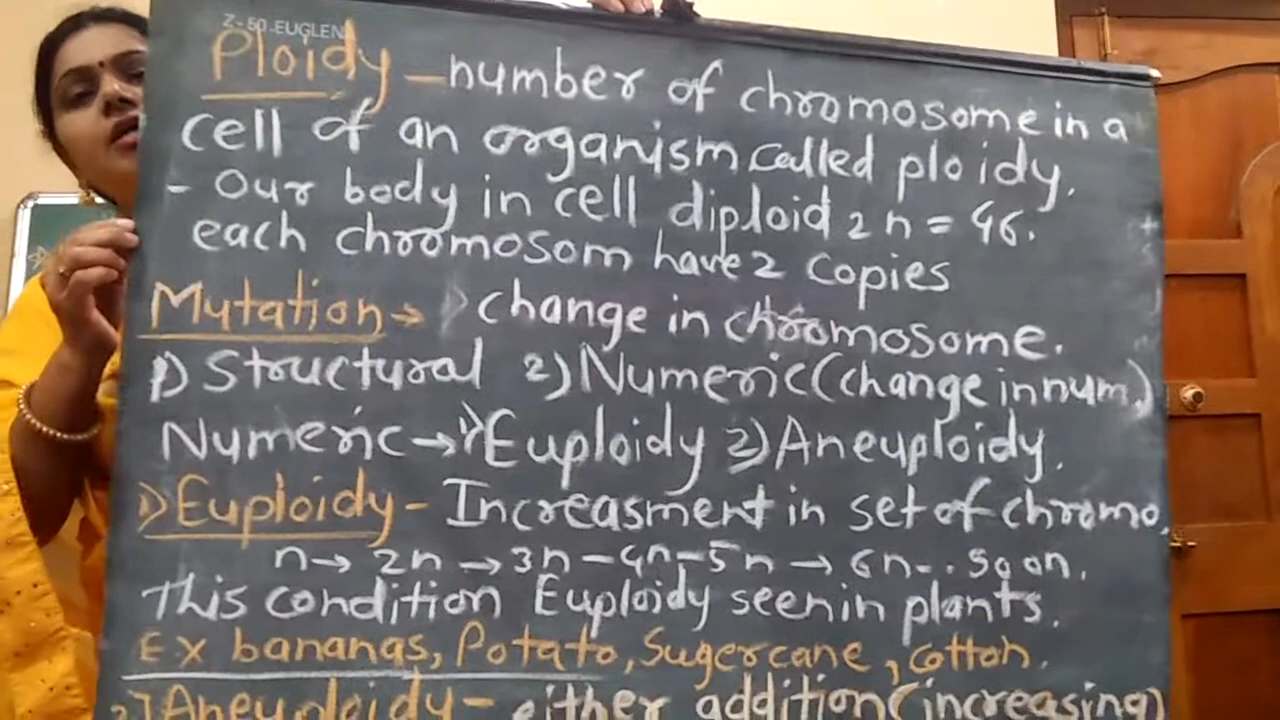 Z-50.EUGLEN
Ploidy - number of chromosome in a
cell of an organism called ploidy.
- Our body in cell diploid 2n = 46.
each chromosom have 2 copies
Mutation → change in chromosome.
1) Structural 2) Numeric (change in num.)
Numeric → 1) Euploidy 2) Aneuploidy.
1) Euploidy - Increasment in set of chromo.
n → 2n → 3n - 4n - 5n → 6n - .. so on.
This condition Euploidy seen in plants.
Ex bananas, Potato, Sugercane, cotton.
2) Aneuploidy - either addition (increasing)